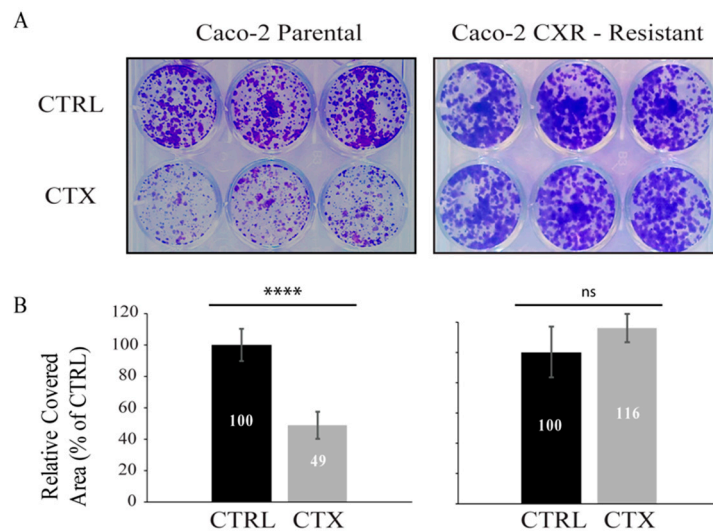 A
Caco-2 Parental
Caco-2 CXR - Resistant
CTRL
CTX
B
Relative Covered
Area (% of CTRL)
120
100
80
60
40
20
0
****
100
49
CTRL CTX
ns
100
116
CTRL CTX